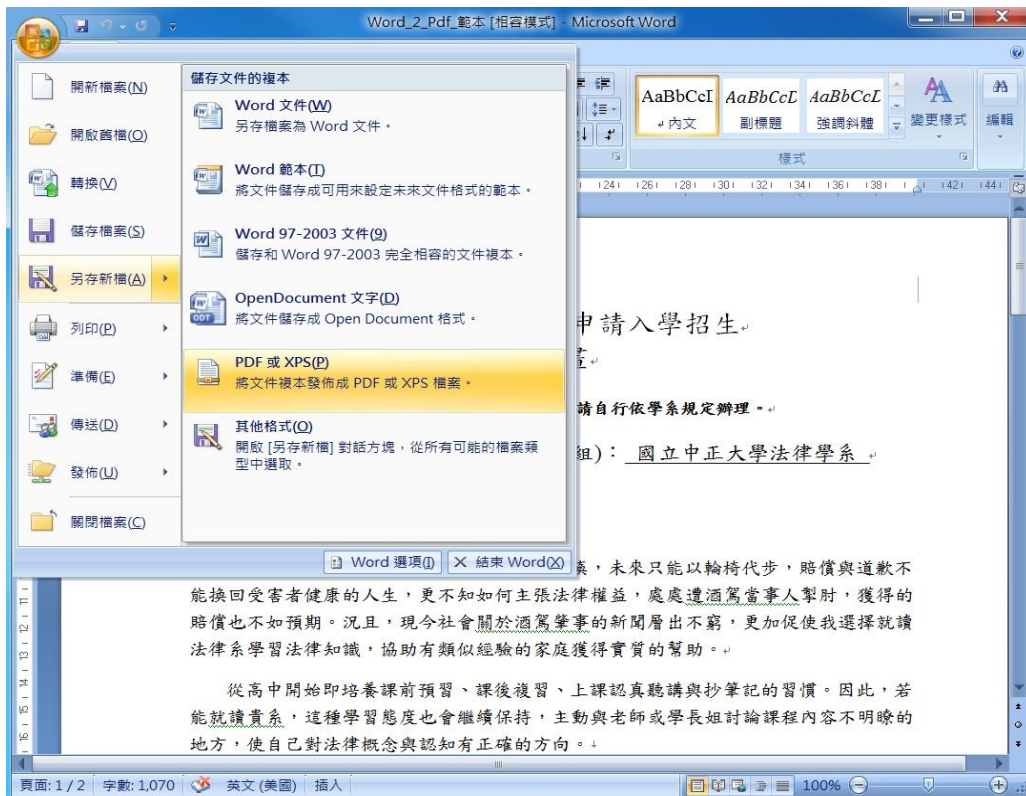 Word_2_Pdf_範本 [相容模式] - Microsoft Word
開新檔案(N)
開啟舊檔(O)
轉換(V)
儲存檔案(S)
另存新檔(A)
列印(P)
準備(E)
傳送(D)
發佈(U)
關閉檔案(C)
儲存文件的複本
Word 文件(W)
另存檔案為 Word 文件。
Word 範本(T)
將文件儲存成可用來設定未來文件格式的範本。
Word 97-2003 文件(9)
儲存和 Word 97-2003 完全相容的文件複本。
OpenDocument 文字(D)
將文件儲存成 Open Document 格式。
PDF 或 XPS(P)
將文件複本發佈成 PDF 或 XPS 檔案。
其他格式(O)
開啟 [另存新檔] 對話方塊，從所有可能的檔案類
型中選取。
Word 選項(I)
結束 Word(X)
AaBbCcI AaBbCcL AaBbCcL
內文 副標題 強調斜體 變更樣式 編輯
樣式
24 26 28 30 32 34 36 38 42 44
申請入學招生
請自行依學系規定辦理。
組)：國立中正大學法律學系
，未來只能以輪椅代步，賠償與道歉不
能換回受害者健康的人生，更不知如何主張法律權益，處處遭酒駕當事人掣肘，獲得的
賠償也不如預期。況且，現今社會關於酒駕肇事的新聞層出不窮，更加促使我選擇就讀
法律系學習法律知識，協助有類似經驗的家庭獲得實質的幫助。
從高中開始即培養課前預習、課後複習、上課認真聽講與抄筆記的習慣。因此，若
能就讀貴系，這種學習態度也會繼續保持，主動與老師或學長姐討論課程內容不明瞭的
地方，使自己對法律概念與認知有正確的方向。
11 12 13 14 15 16
頁面: 1 / 2 字數: 1,070 英文 (美國) 插入 100%